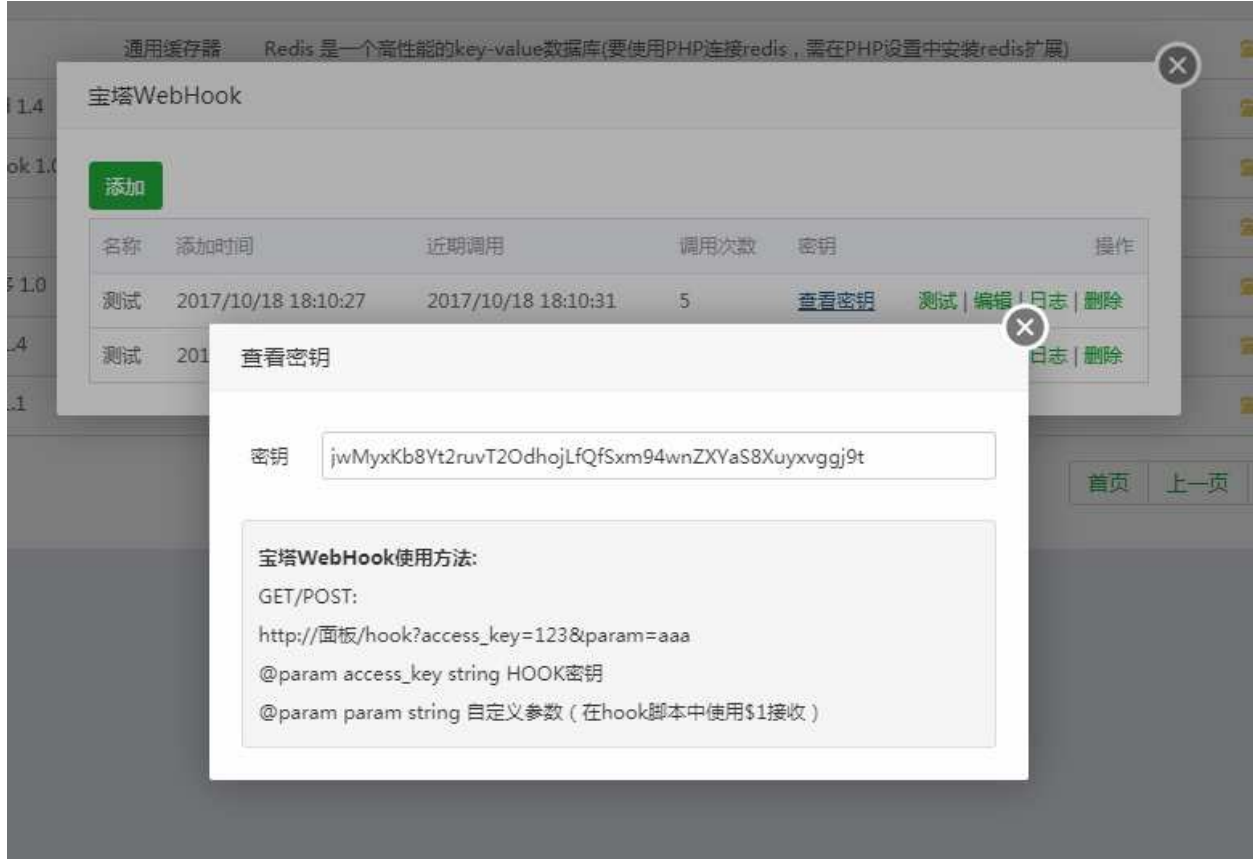 通用缓存器 Redis 是一个高性能的key-value数据库(要使用PHP连接redis，需在PHP设置中安装redis扩展)
宝塔WebHook
1.4
ok 1.0
添加
名称 添加时间 近期调用 调用次数 密钥 操作
1.0
测试 2017/10/18 18:10:27 2017/10/18 18:10:31 5 查看密钥 测试 | 编辑 | 日志 | 删除
.4
测试 201 日志 | 删除
查看密钥
.1
密钥 jwMyxKb8Yt2ruvT2OdhojLfQfSxm94wnZXYaS8Xuyxvggj9t
首页 上一页
宝塔WebHook使用方法:
GET/POST:
http://面板/hook?access_key=123&param=aaa
@param access_key string HOOK密钥
@param param string 自定义参数（在hook脚本中使用$1接收）